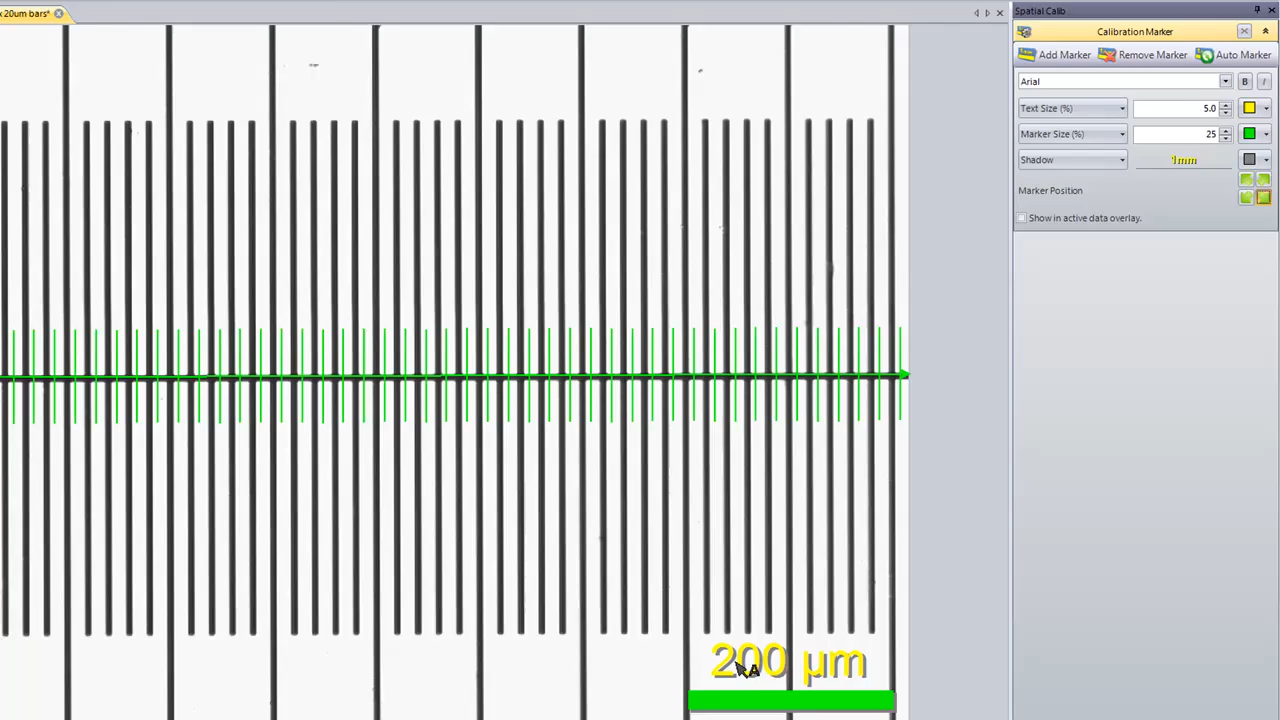 x 20um bars*
Spatial Calib
Calibration Marker
Add Marker Remove Marker Auto Marker
Arial B I
Text Size (%) 5.0
Marker Size (%) 25
Shadow 1mm
Marker Position
Show in active data overlay.
200 µm